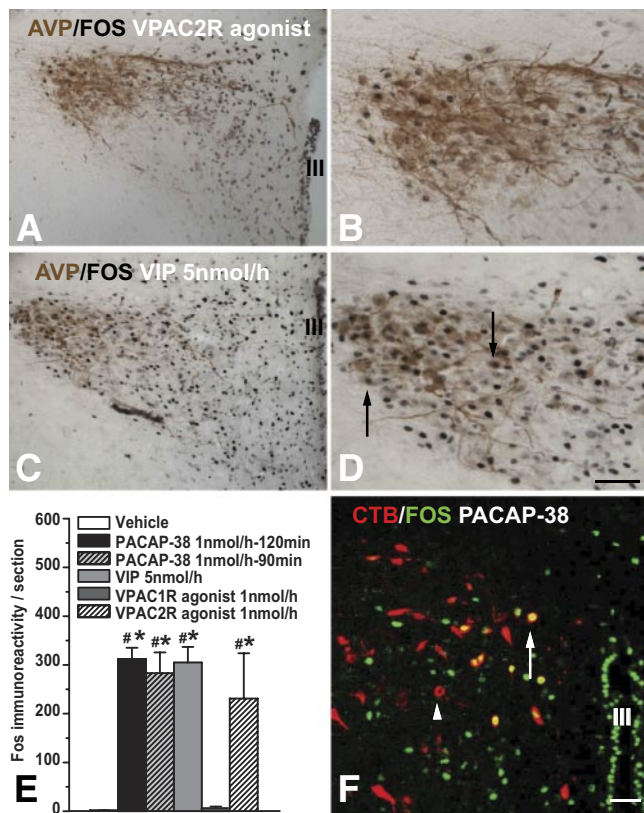 AVP/FOS VPAC2R agonist
III
A
B
AVP/FOS VIP 5nmol/h
III
C
D
E
Fos immunoreactivity / section
600
500
400
300
200
100
0
Vehicle
PACAP-38 1nmol/h-120min
PACAP-38 1nmol/h-90min
VIP 5nmol/h
VPAC1R agonist 1nmol/h
VPAC2R agonist 1nmol/h
#* #* #* #*
CTB/FOS PACAP-38
III
F